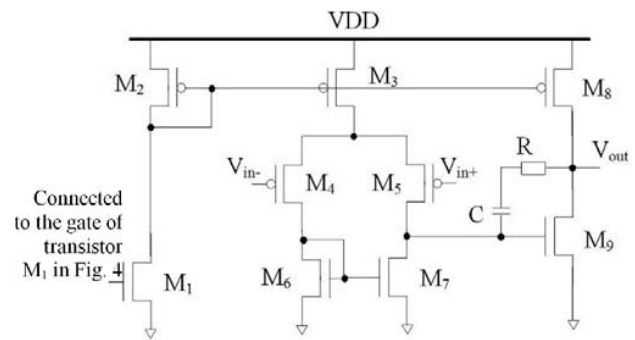 VDD
M2
M3
M8
R
Vout
Vin-
M4
M5
Vin+
Connected
to the gate of
transistor
M1 in Fig. 4
C
M9
M1
M6
M7